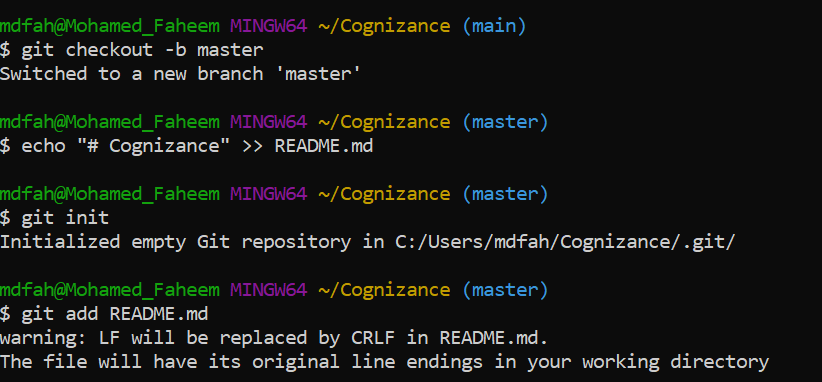 mdfah@Mohamed_Faheem MINGW64 ~/Cognizance (main)
$ git checkout -b master
Switched to a new branch 'master'
mdfah@Mohamed_Faheem MINGW64 ~/Cognizance (master)
$ echo "# Cognizance" >> README.md
mdfah@Mohamed_Faheem MINGW64 ~/Cognizance (master)
$ git init
Initialized empty Git repository in C:/Users/mdfah/Cognizance/.git/
mdfah@Mohamed_Faheem MINGW64 ~/Cognizance (master)
$ git add README.md
warning: LF will be replaced by CRLF in README.md.
The file will have its original line endings in your working directory